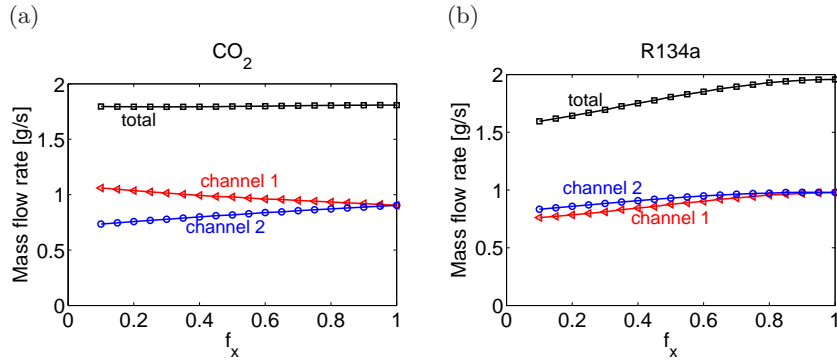 (a)
CO2
Mass flow rate [g/s]
2
1.5
1
0.5
0
total
channel 1
channel 2
0 0.2 0.4 0.6 0.8 1
f_x
(b)
R134a
Mass flow rate [g/s]
2
1.5
1
0.5
0
total
channel 2
channel 1
0 0.2 0.4 0.6 0.8 1
f_x